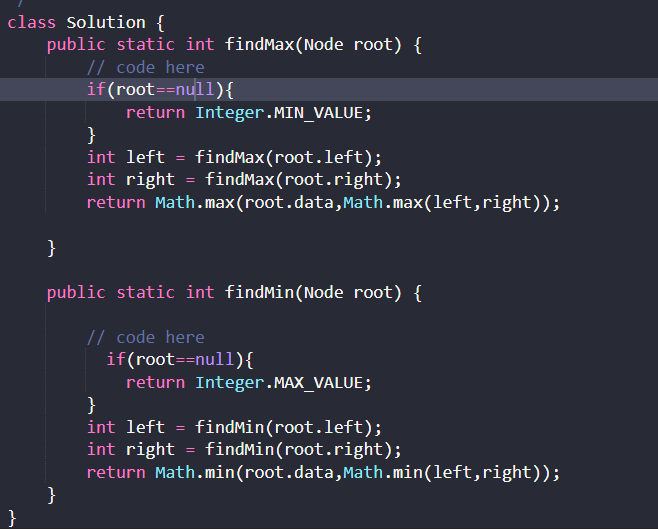 /
class Solution {
    public static int findMax(Node root) {
        // code here
        if(root==null){
            return Integer.MIN_VALUE;
        }
        int left = findMax(root.left);
        int right = findMax(root.right);
        return Math.max(root.data,Math.max(left,right));
    }
    public static int findMin(Node root) {
        // code here
          if(root==null){
            return Integer.MAX_VALUE;
        }
        int left = findMin(root.left);
        int right = findMin(root.right);
        return Math.min(root.data,Math.min(left,right));
    }
}